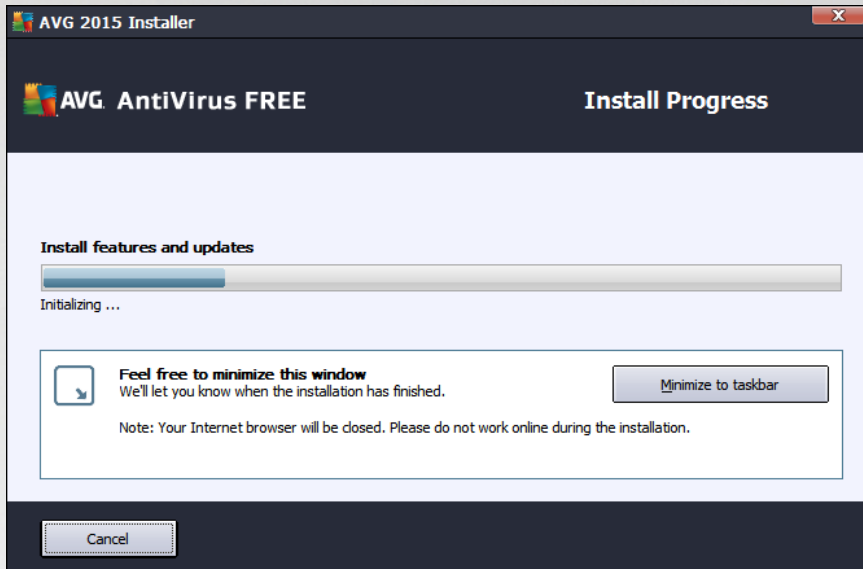 AVG 2015 Installer
X
AVG. AntiVirus FREE
Install Progress
Install features and updates
Initializing ...
Feel free to minimize this window
We'll let you know when the installation has finished.
Minimize to taskbar
Note: Your Internet browser will be closed. Please do not work online during the installation.
Cancel